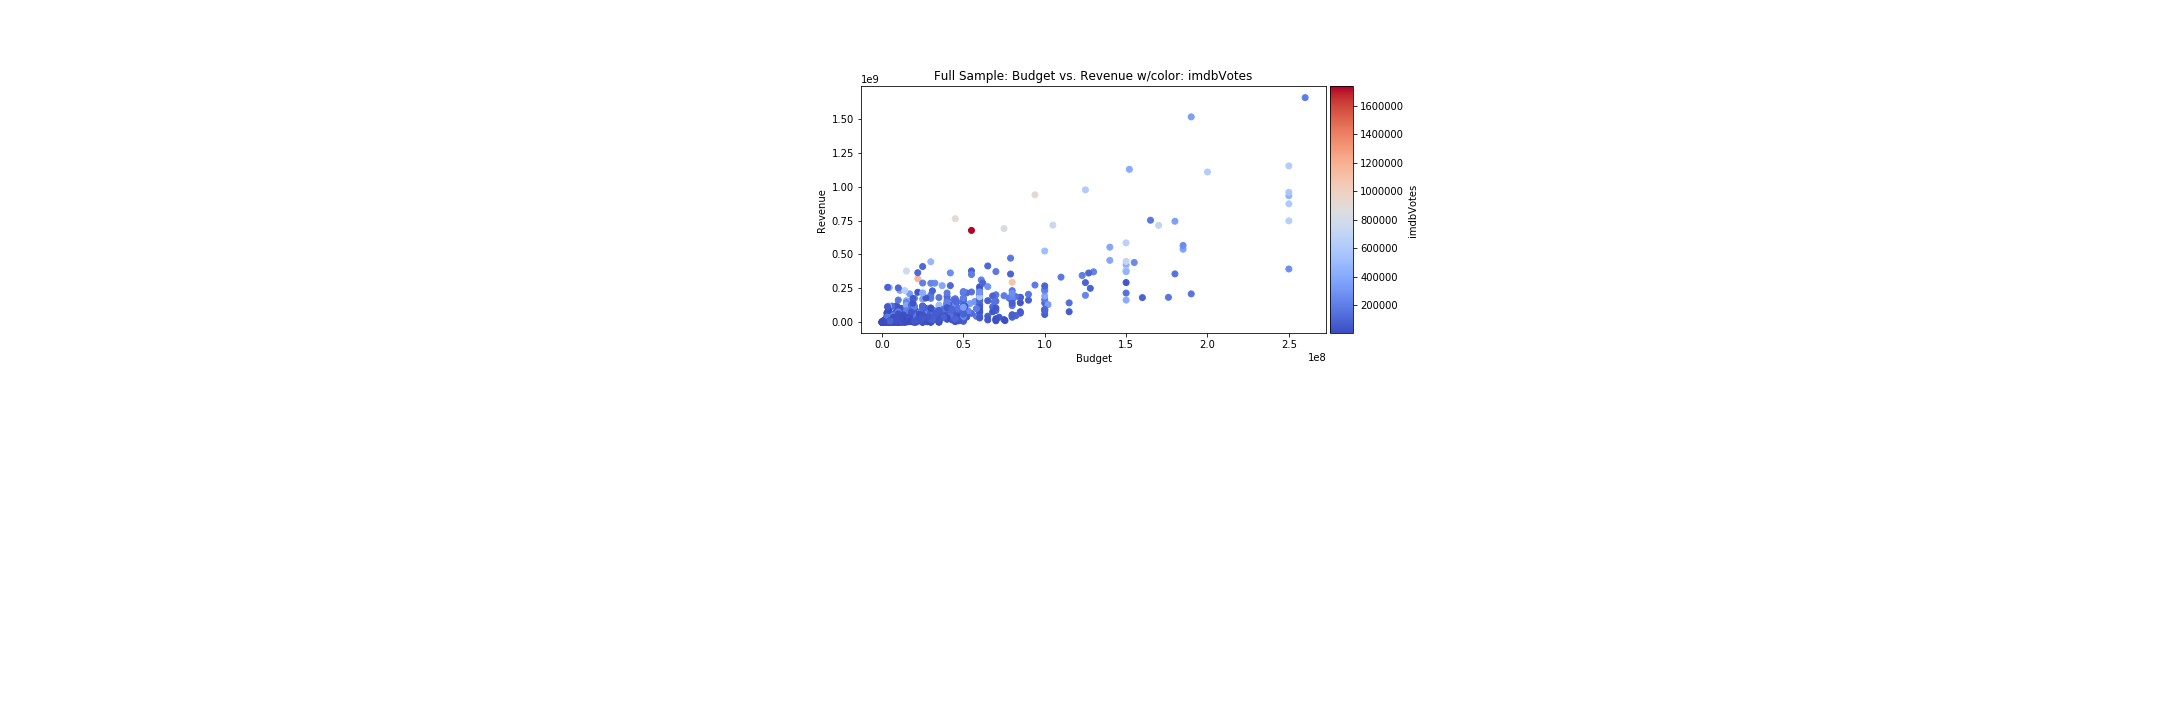 Full Sample: Budget vs. Revenue w/color: imdbVotes
1e9
1.50
1.25
1.00
0.75
0.50
0.25
0.00
Revenue
0.0 0.5 1.0 1.5 2.0 2.5
1e8
Budget
1600000
1400000
1200000
1000000
800000
600000
400000
200000
imdbVotes